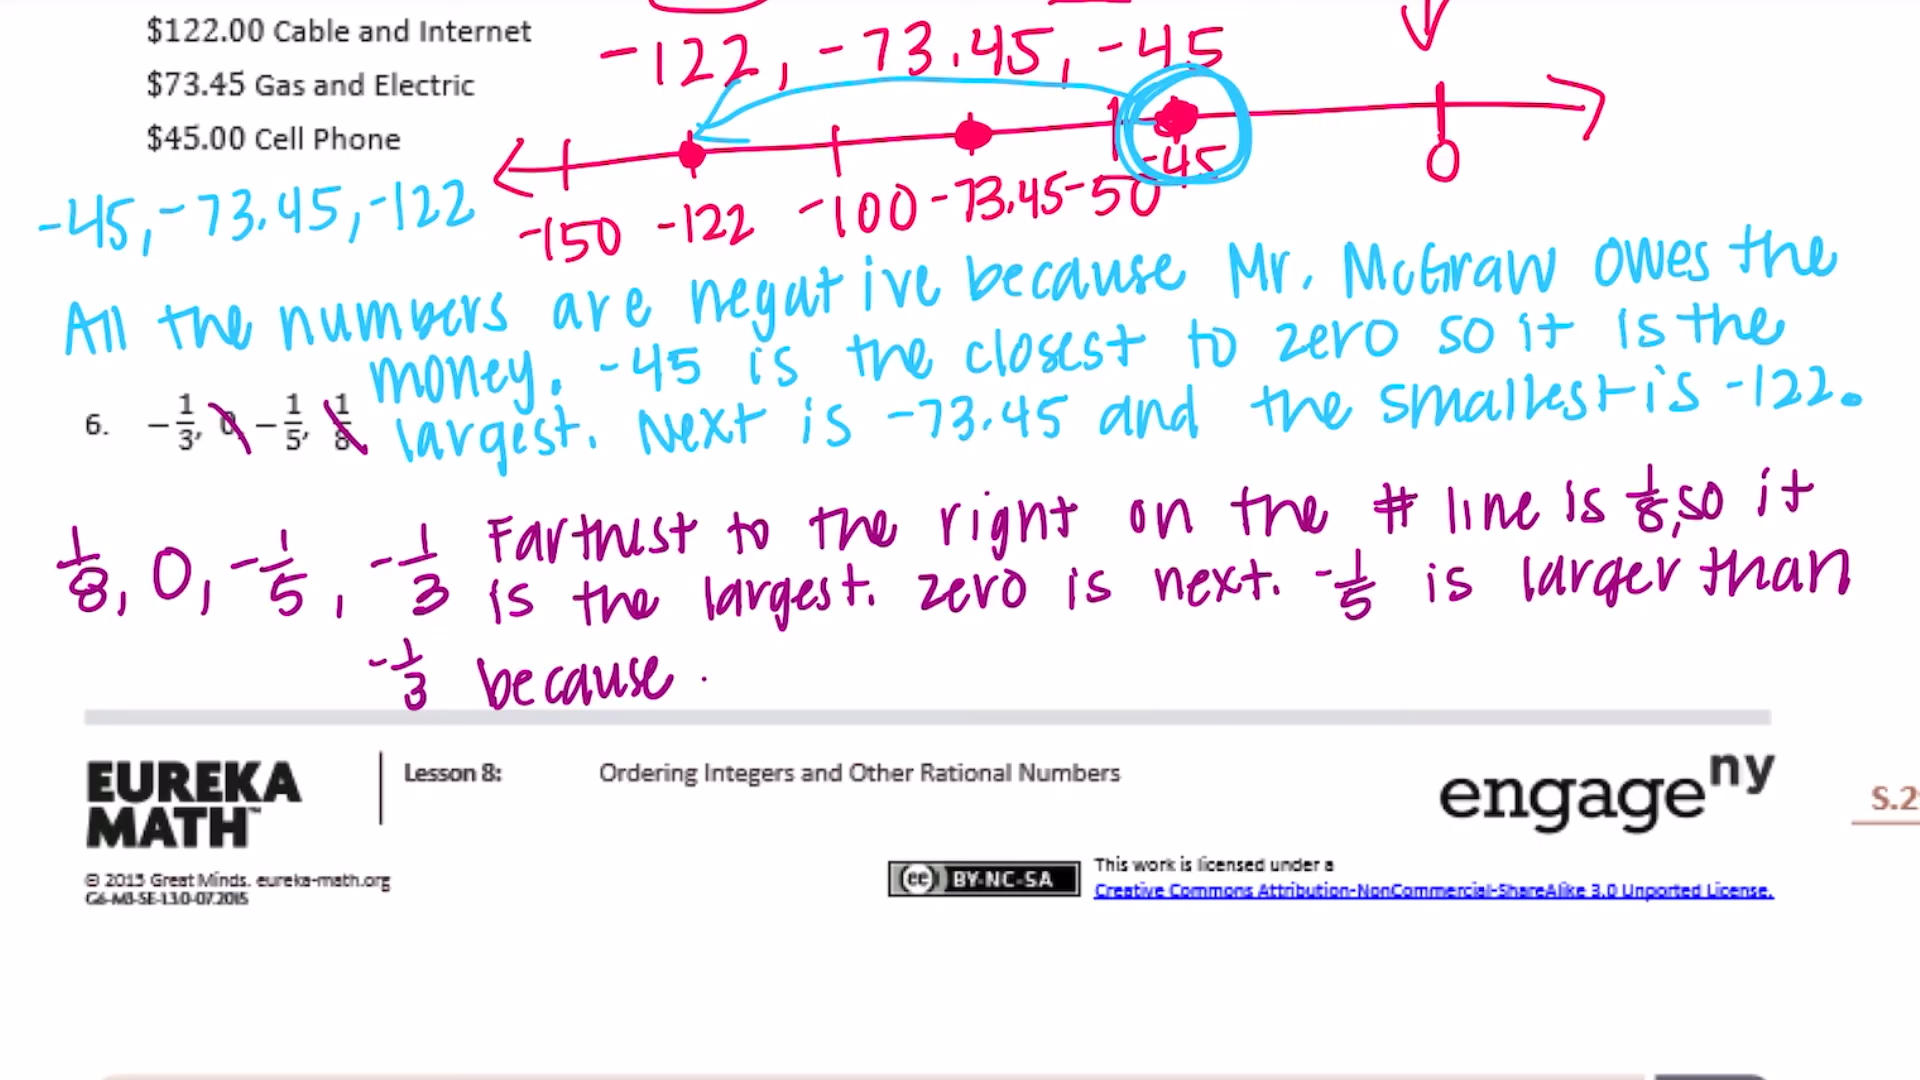 $122.00 Cable and Internet
-122, -73.45, -45
$73.45 Gas and Electric
$45.00 Cell Phone
-45
0
-150 -122 -100 -73.45 -50
-45, -73.45, -122
All the numbers are negative because Mr. McGraw owes the
money. -45 is the closest to zero so it is the
largest. Next is -73.45 and the smallest is -122.
6. -1/3, 0, -1/5, 1/8
1/8, 0, -1/5, -1/3
Farthest to the right on the # line is 1/8, so it
is the largest. Zero is next. -1/5 is larger than
-1/3 because .
EUREKA
MATH™
Lesson 8:
Ordering Integers and Other Rational Numbers
engage ny
S.2
© 2015 Great Minds. eureka-math.org
G6-M3-SE-1.3.0-07.2015
cc BY-NC-SA
This work is licensed under a
Creative Commons Attribution-NonCommercial-ShareAlike 3.0 Unported License.